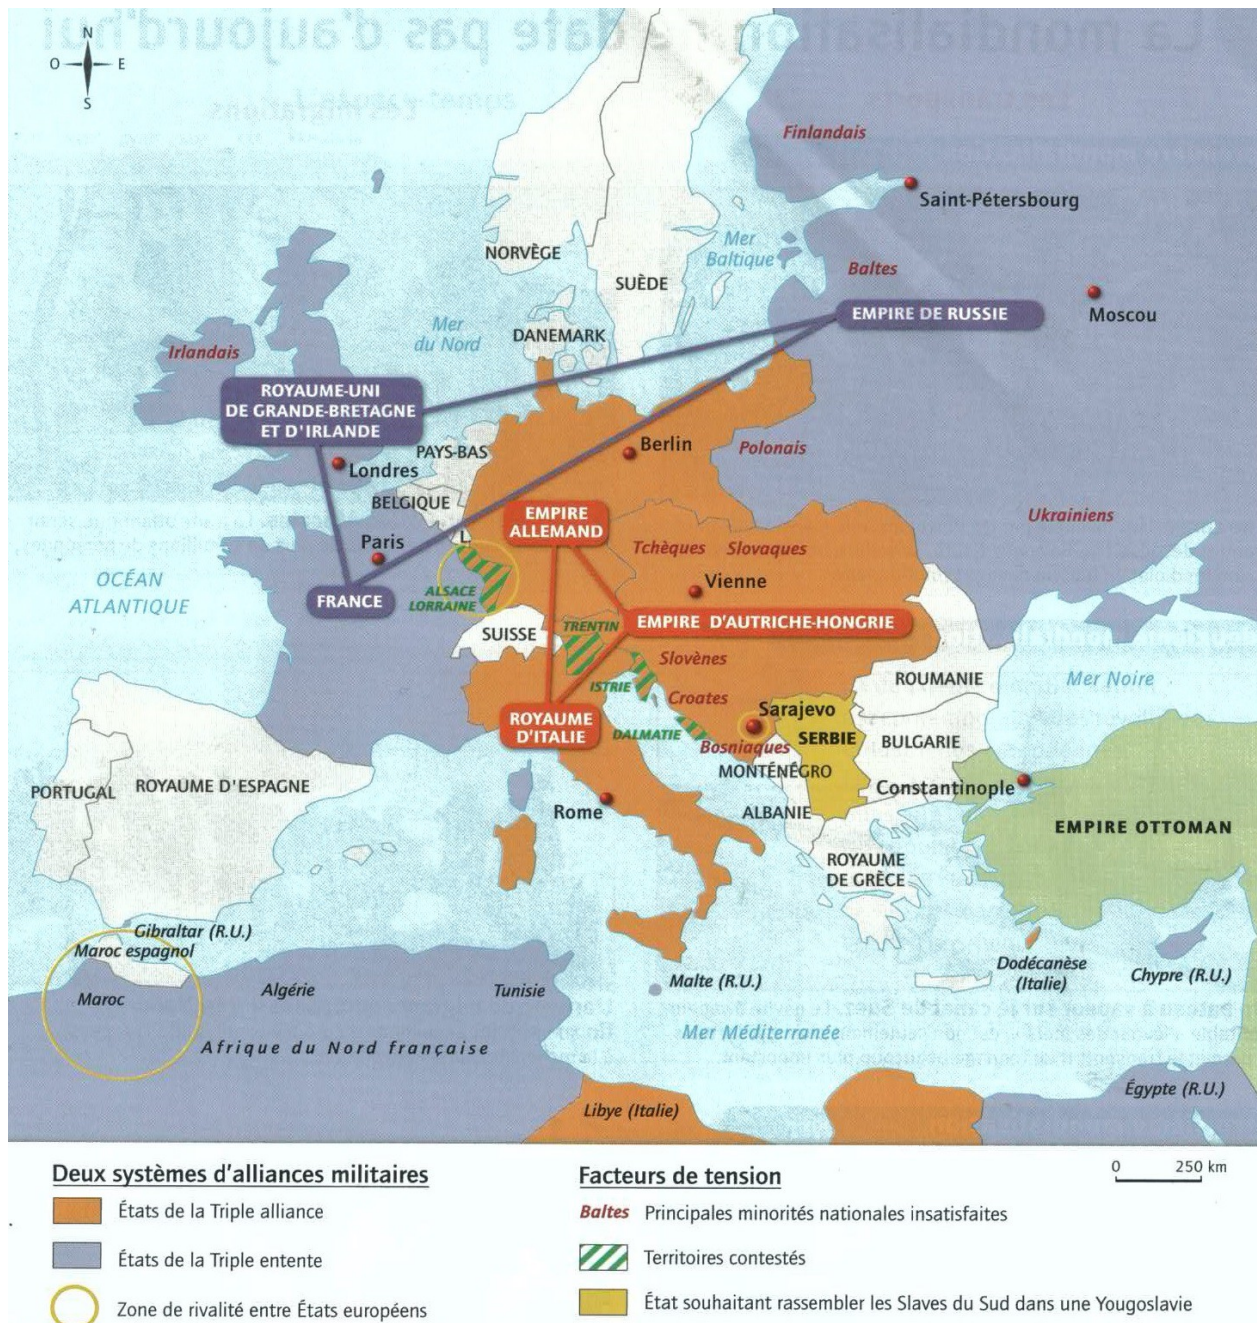 N
O
E
S
Finlandais
Saint-Pétersbourg
Mer
Baltique
NORVÈGE
SUÈDE
Baltes
Moscou
EMPIRE DE RUSSIE
Mer
du Nord
DANEMARK
Irlandais
ROYAUME-UNI
DE GRANDE-BRETAGNE
ET D'IRLANDE
PAYS-BAS
Berlin
Polonais
Londres
BELGIQUE
EMPIRE
ALLEMAND
Ukrainiens
L.
Paris
Tchèques
Slovaques
OCÉAN
ATLANTIQUE
ALSACE
LORRAINE
Vienne
FRANCE
SUISSE
TRENTIN
EMPIRE D'AUTRICHE-HONGRIE
Slovènes
ISTRIE
Croates
ROUMANIE
Mer Noire
ROYAUME
D'ITALIE
DALMATIE
Sarajevo
SERBIE
Bosniaques
BULGARIE
MONTÉNÉGRO
PORTUGAL
ROYAUME D'ESPAGNE
Constantinople
Rome
ALBANIE
EMPIRE OTTOMAN
ROYAUME
DE GRÈCE
Gibraltar (R.U.)
Maroc espagnol
Maroc
Algérie
Tunisie
Malte (R.U.)
Dodécanèse
(Italie)
Chypre (R.U.)
Afrique du Nord française
Mer Méditerranée
Libye (Italie)
Égypte (R.U.)
Deux systèmes d'alliances militaires
États de la Triple alliance
États de la Triple entente
Zone de rivalité entre États européens
Facteurs de tension
Baltes Principales minorités nationales insatisfaites
Territoires contestés
État souhaitant rassembler les Slaves du Sud dans une Yougoslavie
0 250 km